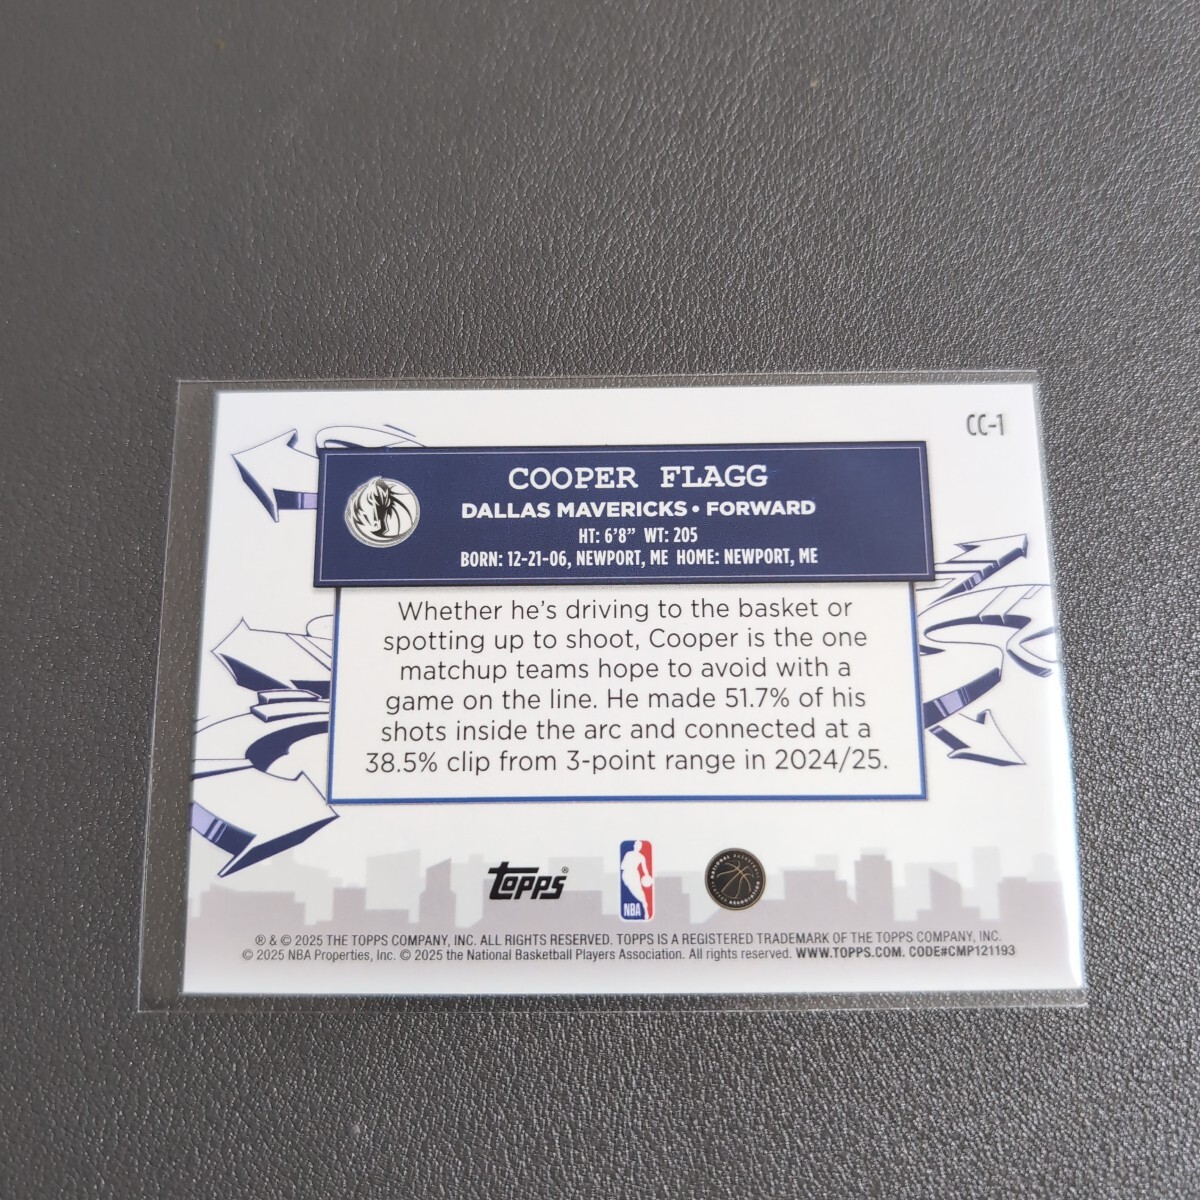 CC-1
COOPER FLAGG
DALLAS MAVERICKS • FORWARD
HT: 6'8" WT: 205
BORN: 12-21-06, NEWPORT, ME HOME: NEWPORT, ME
Whether he's driving to the basket or
spotting up to shoot, Cooper is the one
matchup teams hope to avoid with a
game on the line. He made 51.7% of his
shots inside the arc and connected at a
38.5% clip from 3-point range in 2024/25.
topps®
NBA
® & © 2025 THE TOPPS COMPANY, INC. ALL RIGHTS RESERVED. TOPPS IS A REGISTERED TRADEMARK OF THE TOPPS COMPANY, INC.
© 2025 NBA Properties, Inc. © 2025 the National Basketball Players Association. All rights reserved. WWW.TOPPS.COM. CODE#CMP121193